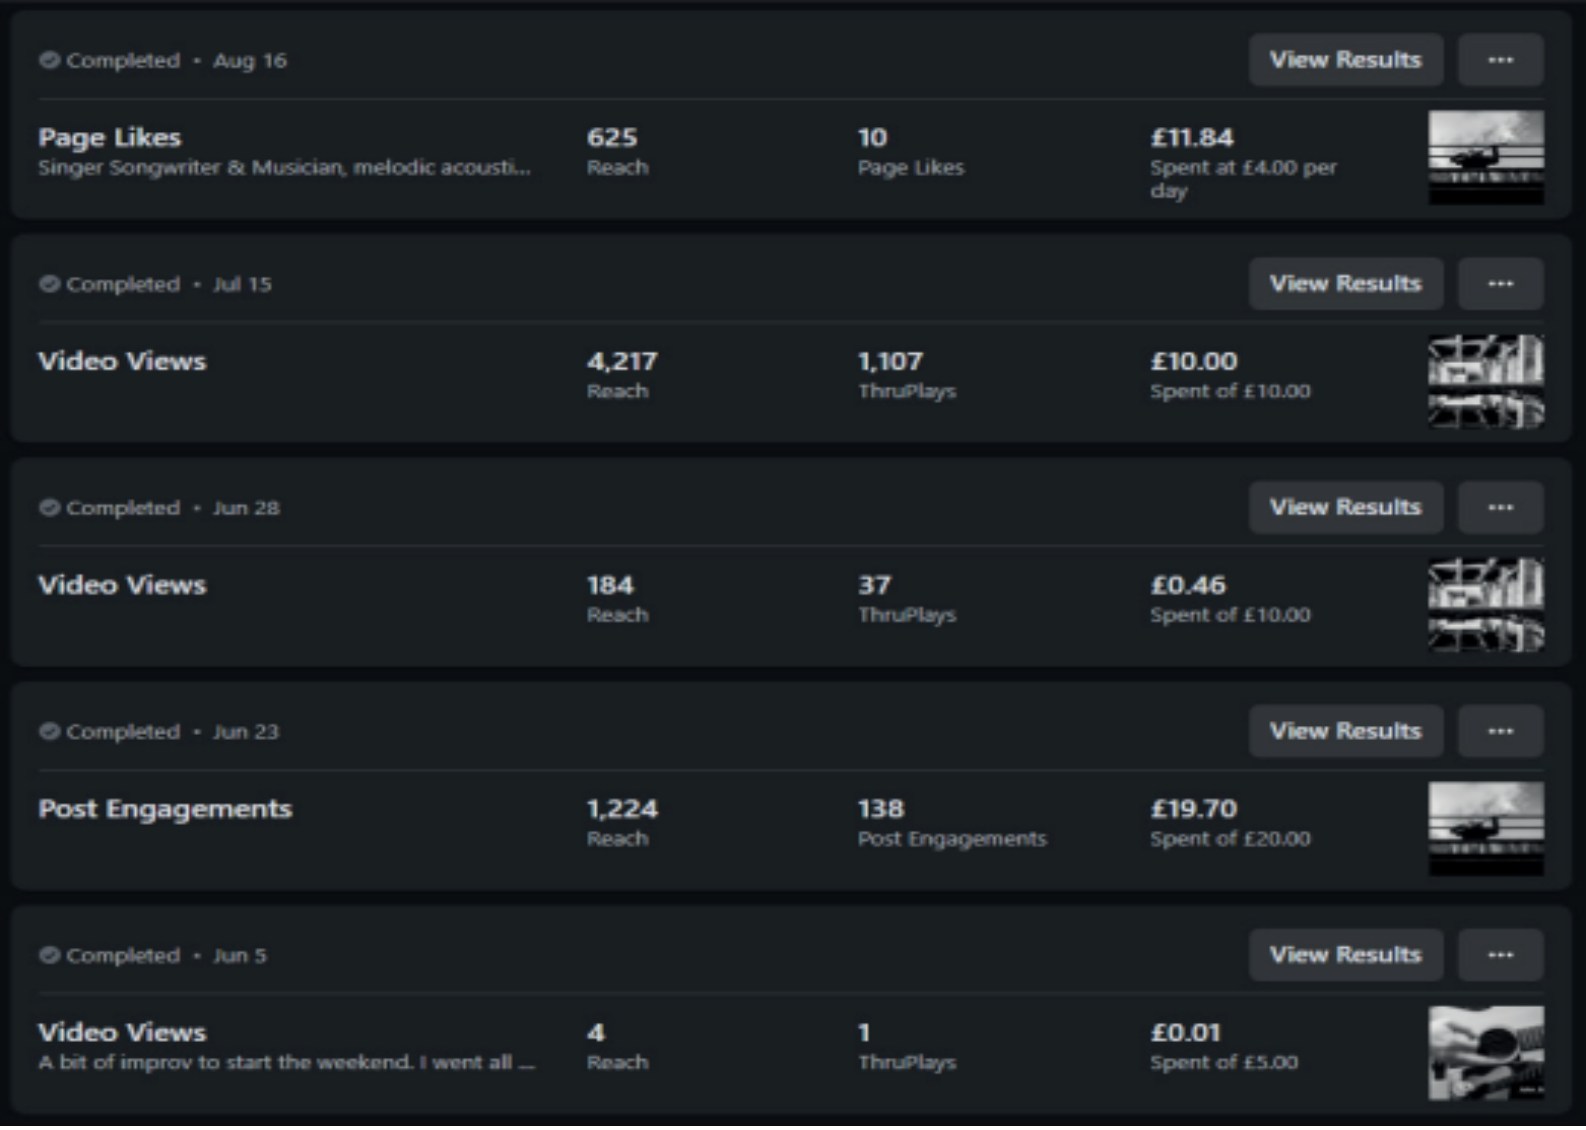 Completed • Aug 16
View Results
...
Page Likes
Singer Songwriter & Musician, melodic acousti...
625
Reach
10
Page Likes
£11.84
Spent at £4.00 per
day
Completed • Jul 15
View Results
...
Video Views
4,217
Reach
1,107
ThruPlays
£10.00
Spent of £10.00
Completed • Jun 28
View Results
...
Video Views
184
Reach
37
ThruPlays
£0.46
Spent of £10.00
Completed • Jun 23
View Results
...
Post Engagements
1,224
Reach
138
Post Engagements
£19.70
Spent of £20.00
Completed • Jun 5
View Results
...
Video Views
A bit of improv to start the weekend. I went all ...
4
Reach
1
ThruPlays
£0.01
Spent of £5.00